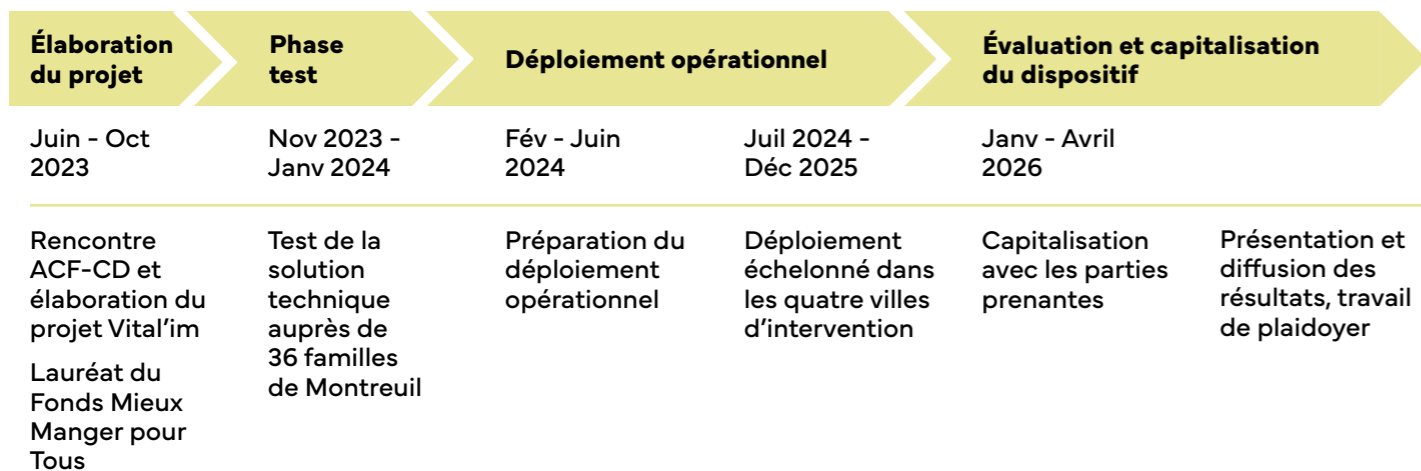 Élaboration
du projet
Phase
test
Déploiement opérationnel
Évaluation et capitalisation
du dispositif
Juin - Oct
2023
Nov 2023 -
Janv 2024
Fév - Juin
2024
Juil 2024 -
Déc 2025
Janv - Avril
2026
Rencontre
ACF-CD et
élaboration du
projet Vital’im
Lauréat du
Fonds Mieux
Manger pour
Tous
Test de la
solution
technique
auprès de
36 familles
de Montreuil
Préparation du
déploiement
opérationnel
Déploiement
échelonné dans
les quatre villes
d’intervention
Capitalisation
avec les parties
prenantes
Présentation et
diffusion des
résultats, travail
de plaidoyer